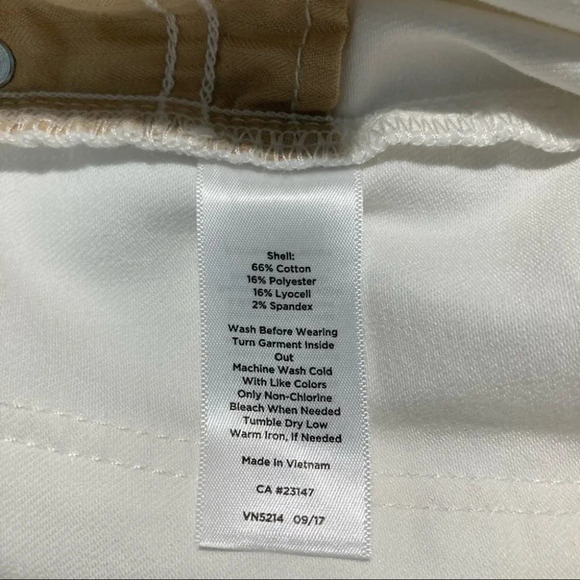 Shell:
66% Cotton
16% Polyester
16% Lyocell
2% Spandex
Wash Before Wearing
Turn Garment Inside
Out
Machine Wash Cold
With Like Colors
Only Non-Chlorine
Bleach When Needed
Tumble Dry Low
Warm Iron, If Needed
Made in Vietnam
CA #23147
VN5214 09/17